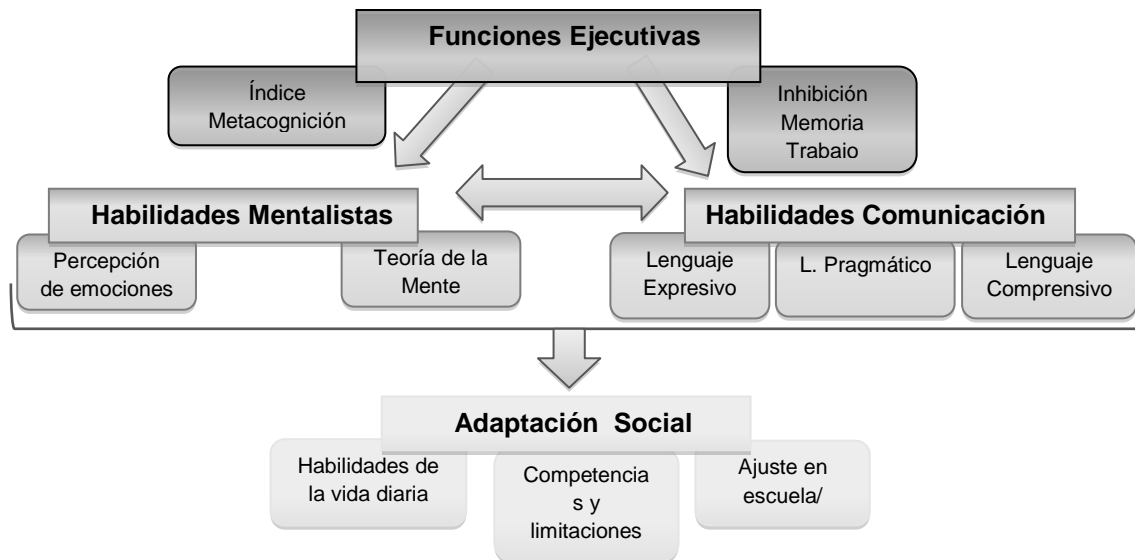 Funciones Ejecutivas
Índice
Metacognición
Inhibición
Memoria
Trabaio
Habilidades Mentalistas
Habilidades Comunicación
Percepción
de emociones
Teoría de la
Mente
Lenguaje
Expresivo
L. Pragmático
Lenguaje
Comprensivo
Adaptación Social
Habilidades de
la vida diaria
Competencia
s y
limitaciones
Ajuste en
escuela/